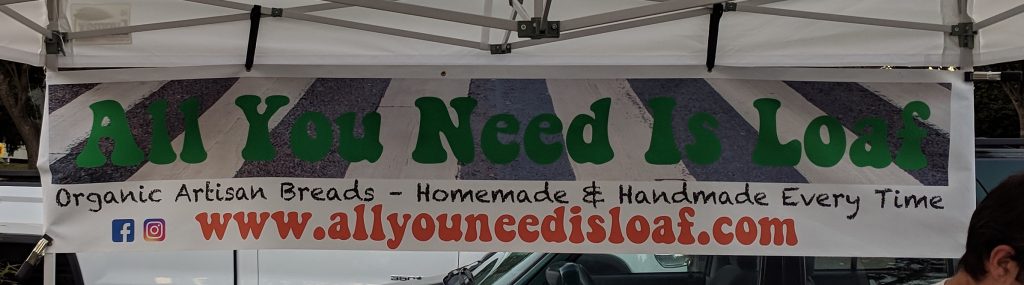 All You Need Is Loaf
Organic Artisan Breads - Homemade & Handmade Every Time
www.allyouneedisloaf.com